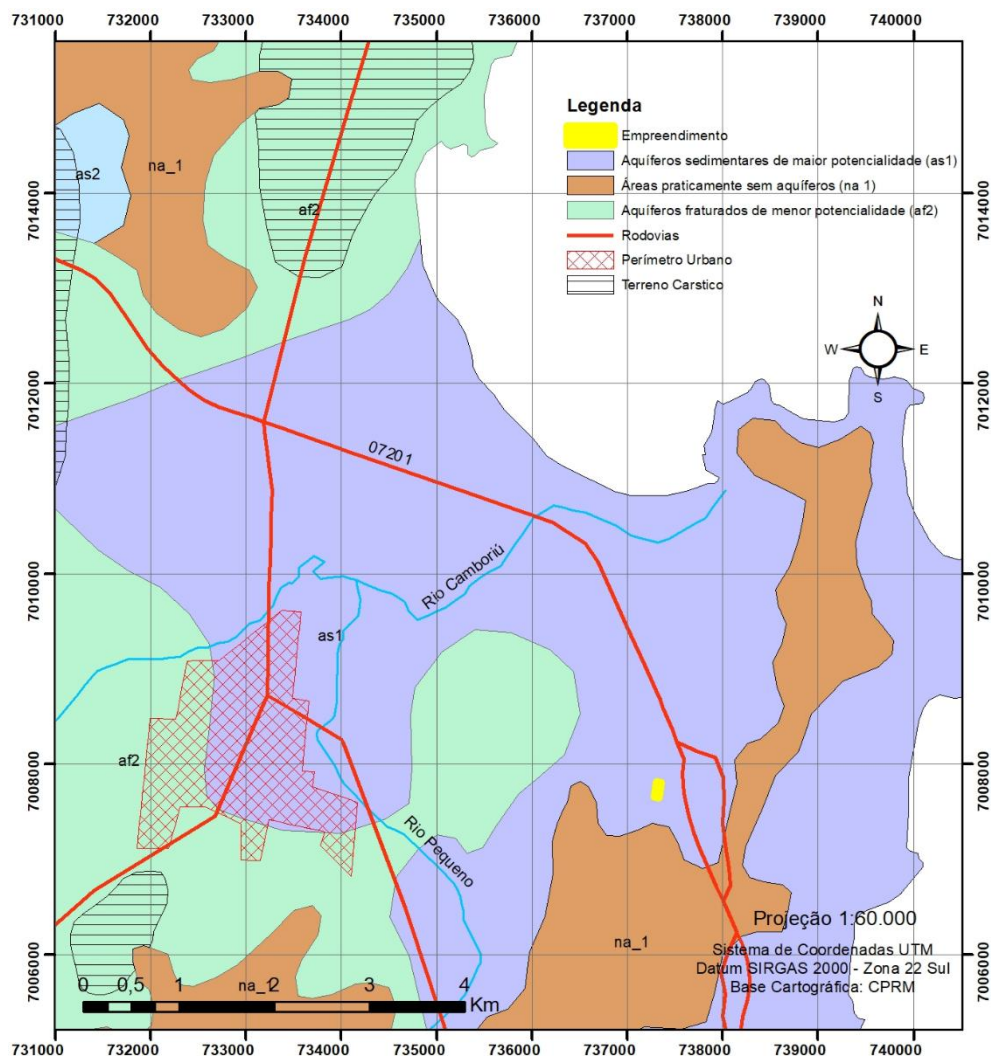 731000 732000 733000 734000 735000 736000 737000 738000 739000 740000
Legenda
Empreendimento
Aquíferos sedimentares de maior potencialidade (as1)
Áreas praticamente sem aquíferos (na 1)
Aquíferos fraturados de menor potencialidade (af2)
Rodovias
Perímetro Urbano
Terreno Carstico
na_1
as2
af2
7014000 7014000
N
W E
S
7012000 7012000
07201
7010000 7010000
Rio Camboriú
as1
af2
7008000 7008000
Rio Pequeno
na_1
Projeção 1:60.000
Sistema de Coordenadas UTM
Datum SIRGAS 2000 - Zona 22 Sul
Base Cartográfica: CPRM
7006000 7006000
na_1
0 0,5 1 2 3 4
Km
731000 732000 733000 734000 735000 736000 737000 738000 739000 740000